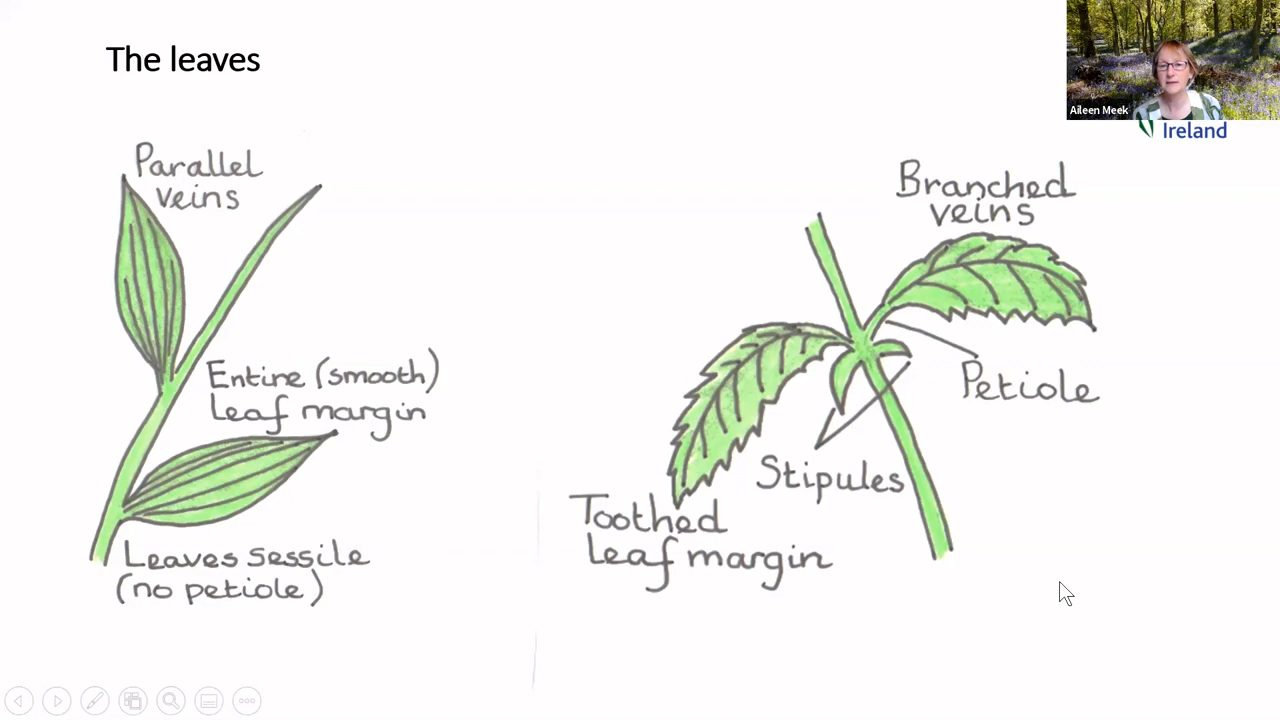 The leaves
Aileen Meek
Ireland
Parallel
veins
Entire (smooth)
leaf margin
Leaves sessile
(no petiole)
Branched
veins
Petiole
Stipules
Toothed
leaf margin